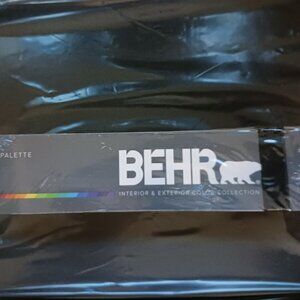 PALETTE
BEHR
INTERIOR & EXTERIOR COLOR COLLECTION